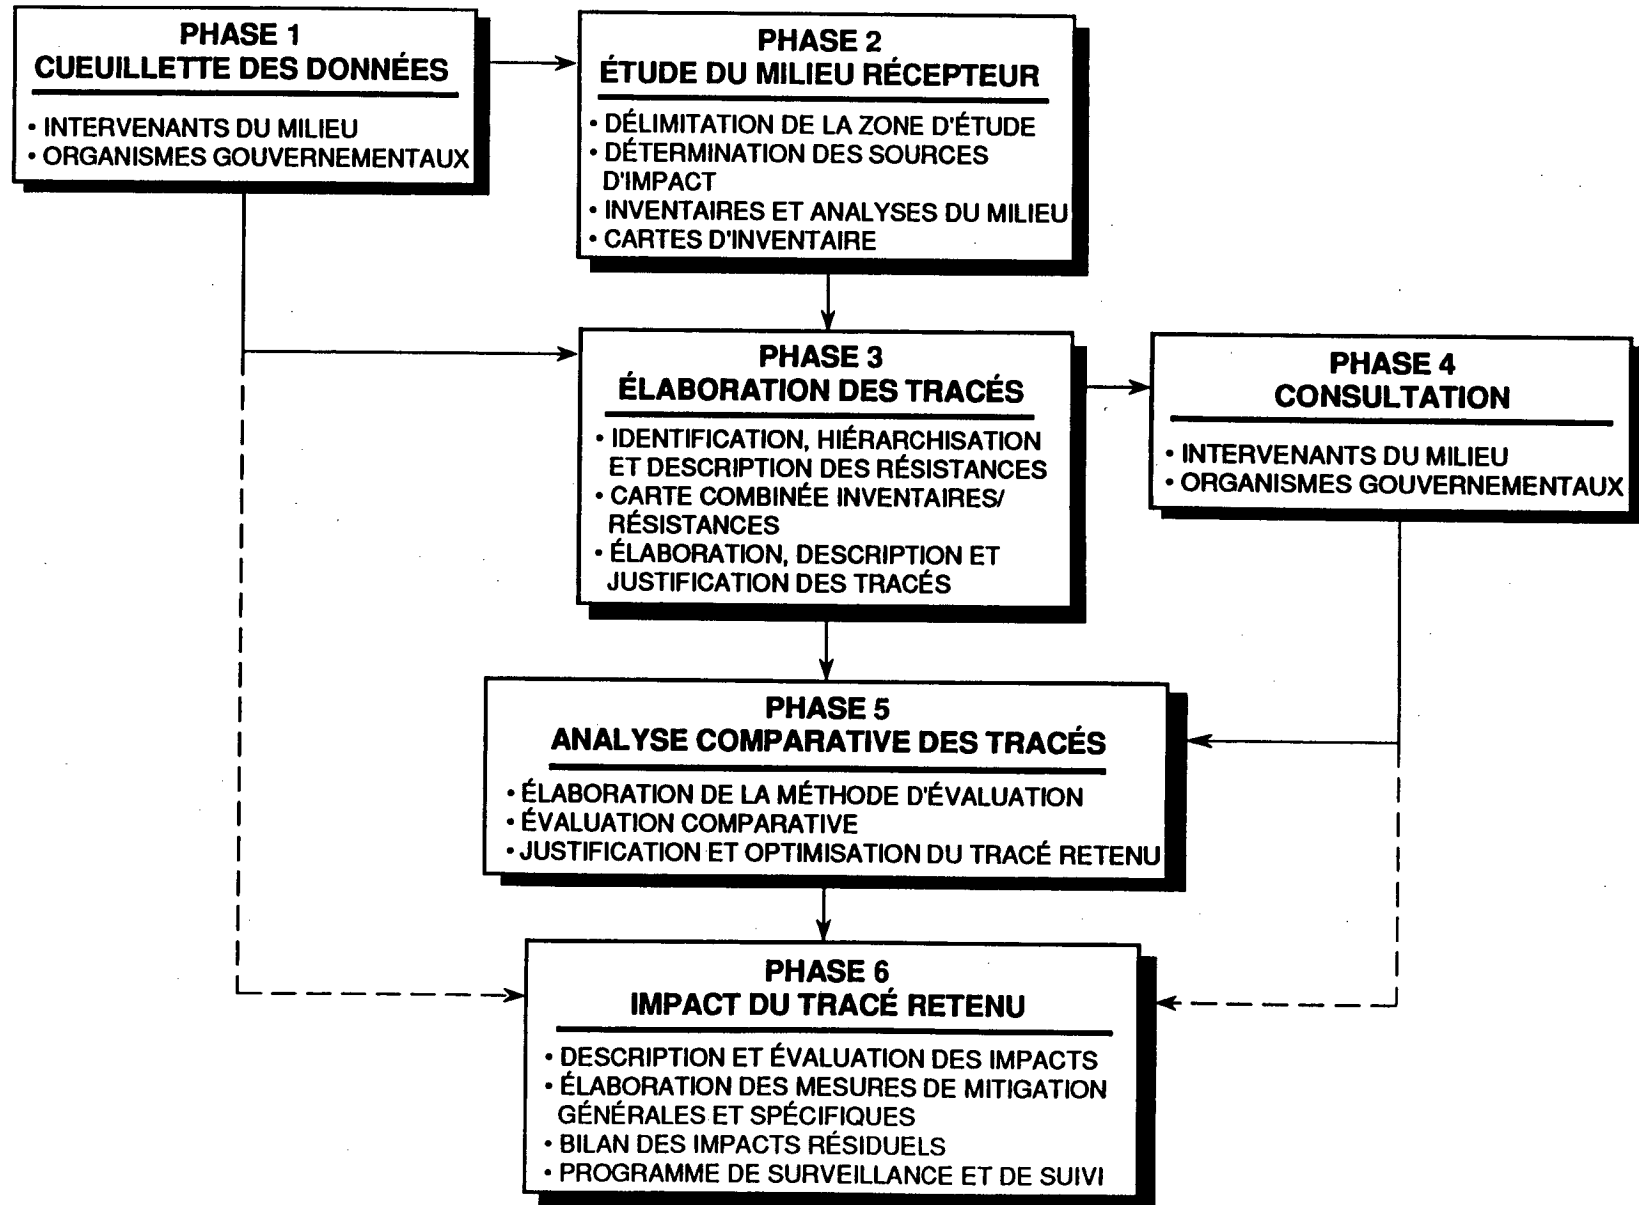 PHASE 1
CUEUILLETTE DES DONNÉES
• INTERVENANTS DU MILIEU
• ORGANISMES GOUVERNEMENTAUX
PHASE 2
ÉTUDE DU MILIEU RÉCEPTEUR
• DÉLIMITATION DE LA ZONE D'ÉTUDE
• DÉTERMINATION DES SOURCES
D'IMPACT
• INVENTAIRES ET ANALYSES DU MILIEU
• CARTES D'INVENTAIRE
PHASE 3
ÉLABORATION DES TRACÉS
• IDENTIFICATION, HIÉRARCHISATION
ET DESCRIPTION DES RÉSISTANCES
• CARTE COMBINÉE INVENTAIRES/
RÉSISTANCES
• ÉLABORATION, DESCRIPTION ET
JUSTIFICATION DES TRACÉS
PHASE 4
CONSULTATION
• INTERVENANTS DU MILIEU
• ORGANISMES GOUVERNEMENTAUX
PHASE 5
ANALYSE COMPARATIVE DES TRACÉS
• ÉLABORATION DE LA MÉTHODE D'ÉVALUATION
• ÉVALUATION COMPARATIVE
• JUSTIFICATION ET OPTIMISATION DU TRACÉ RETENU
PHASE 6
IMPACT DU TRACÉ RETENU
• DESCRIPTION ET ÉVALUATION DES IMPACTS
• ÉLABORATION DES MESURES DE MITIGATION
GÉNÉRALES ET SPÉCIFIQUES
• BILAN DES IMPACTS RÉSIDUELS
• PROGRAMME DE SURVEILLANCE ET DE SUIVI